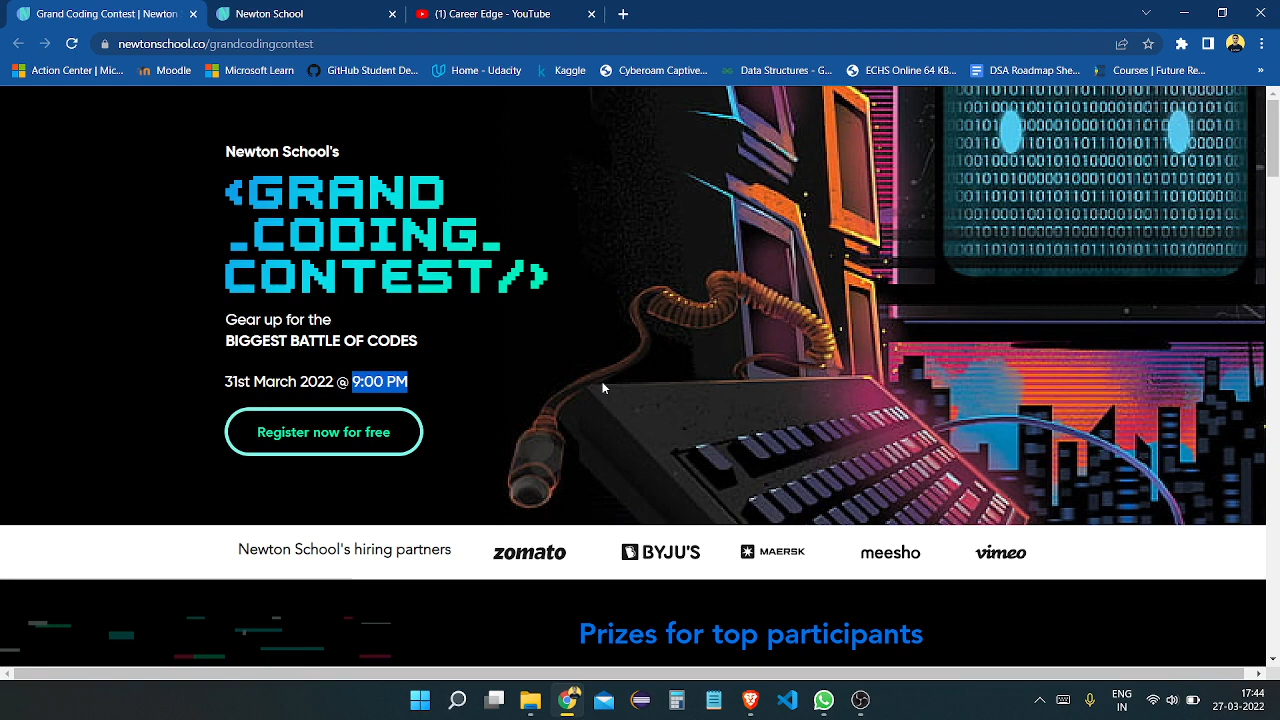 Grand Coding Contest | Newton
Newton School
(1) Career Edge - YouTube
newtonschool.co/grandcodingcontest
Action Center | Mic...
Moodle
Microsoft Learn
GitHub Student De...
Home - Udacity
Kaggle
Cyberoam Captive...
Data Structures - G...
ECHS Online 64 KB...
DSA Roadmap She...
Courses | Future Re...
»
Newton School's
<GRAND
_CODING_
CONTEST/>
Gear up for the
BIGGEST BATTLE OF CODES
31st March 2022 @ 9:00 PM
Register now for free
Newton School's hiring partners
zomato
BYJU'S
MAERSK
meesho
vimeo
Prizes for top participants
ENG
IN
17:44
27-03-2022